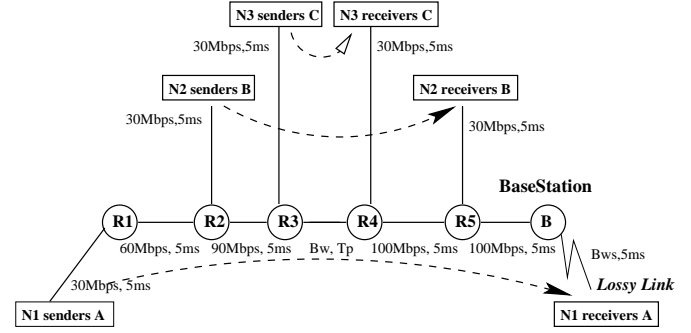 N3 senders C
N3 receivers C
30Mbps,5ms
30Mbps,5ms
N2 senders B
N2 receivers B
30Mbps,5ms
30Mbps,5ms
BaseStation
R1
R2
R3
R4
R5
B
60Mbps, 5ms
90Mbps, 5ms
Bw, Tp
100Mbps, 5ms
100Mbps, 5ms
Bws,5ms
30Mbps, 5ms
Lossy Link
N1 senders A
N1 receivers A